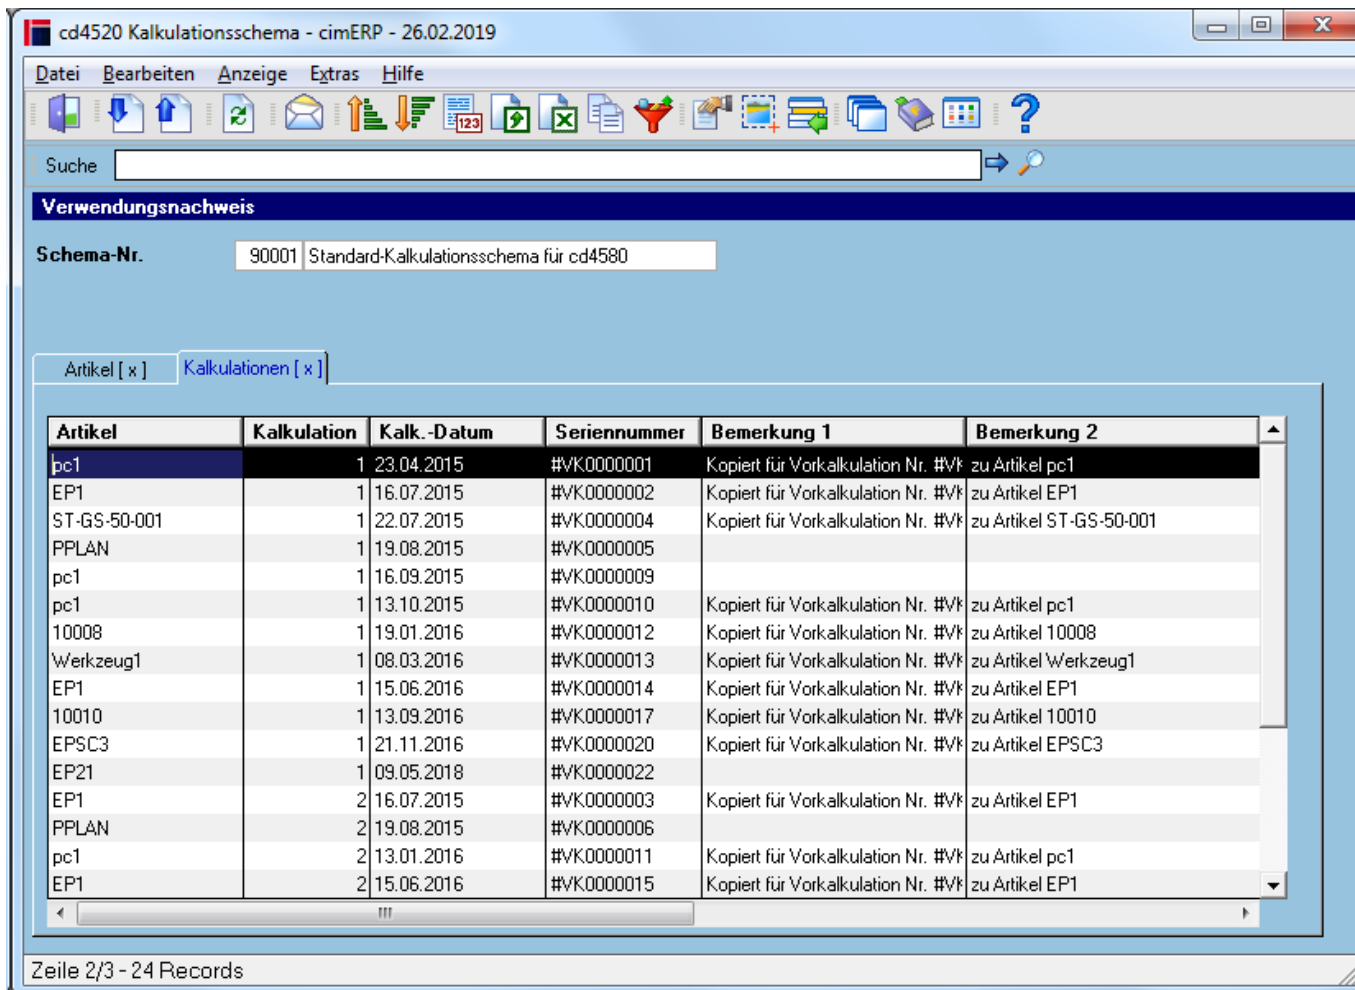 cd4520 Kalkulationsschema - cimERP - 26.02.2019
Datei Bearbeiten Anzeige Extras Hilfe
123
Suche
Verwendungsnachweis
Schema-Nr. 90001 Standard-Kalkulationsschema für cd4580
Artikel [ x ] Kalkulationen [ x ]
Artikel Kalkulation Kalk.-Datum Seriennummer Bemerkung 1 Bemerkung 2
pc1 1 23.04.2015 #VK0000001 Kopiert für Vorkalkulation Nr. #VK zu Artikel pc1
EP1 1 16.07.2015 #VK0000002 Kopiert für Vorkalkulation Nr. #VK zu Artikel EP1
ST-GS-50-001 1 22.07.2015 #VK0000004 Kopiert für Vorkalkulation Nr. #VK zu Artikel ST-GS-50-001
PPLAN 1 19.08.2015 #VK0000005
pc1 1 16.09.2015 #VK0000009
pc1 1 13.10.2015 #VK0000010 Kopiert für Vorkalkulation Nr. #VK zu Artikel pc1
10008 1 19.01.2016 #VK0000012 Kopiert für Vorkalkulation Nr. #VK zu Artikel 10008
Werkzeug1 1 08.03.2016 #VK0000013 Kopiert für Vorkalkulation Nr. #VK zu Artikel Werkzeug1
EP1 1 15.06.2016 #VK0000014 Kopiert für Vorkalkulation Nr. #VK zu Artikel EP1
10010 1 13.09.2016 #VK0000017 Kopiert für Vorkalkulation Nr. #VK zu Artikel 10010
EPSC3 1 21.11.2016 #VK0000020 Kopiert für Vorkalkulation Nr. #VK zu Artikel EPSC3
EP21 1 09.05.2018 #VK0000022
EP1 2 16.07.2015 #VK0000003 Kopiert für Vorkalkulation Nr. #VK zu Artikel EP1
PPLAN 2 19.08.2015 #VK0000006
pc1 2 13.01.2016 #VK0000011 Kopiert für Vorkalkulation Nr. #VK zu Artikel pc1
EP1 2 15.06.2016 #VK0000015 Kopiert für Vorkalkulation Nr. #VK zu Artikel EP1
Zeile 2/3 - 24 Records